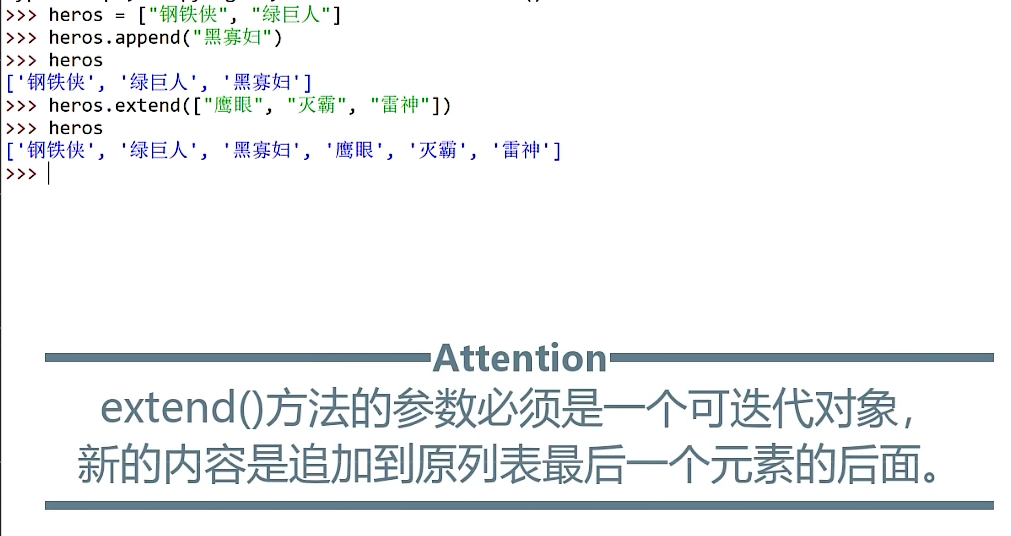 >>> heros = ["钢铁侠", "绿巨人"]
>>> heros.append("黑寡妇")
>>> heros
['钢铁侠', '绿巨人', '黑寡妇']
>>> heros.extend(["鹰眼", "灭霸", "雷神"])
>>> heros
['钢铁侠', '绿巨人', '黑寡妇', '鹰眼', '灭霸', '雷神']
>>>
Attention
extend()方法的参数必须是一个可迭代对象，
新的内容是追加到原列表最后一个元素的后面。